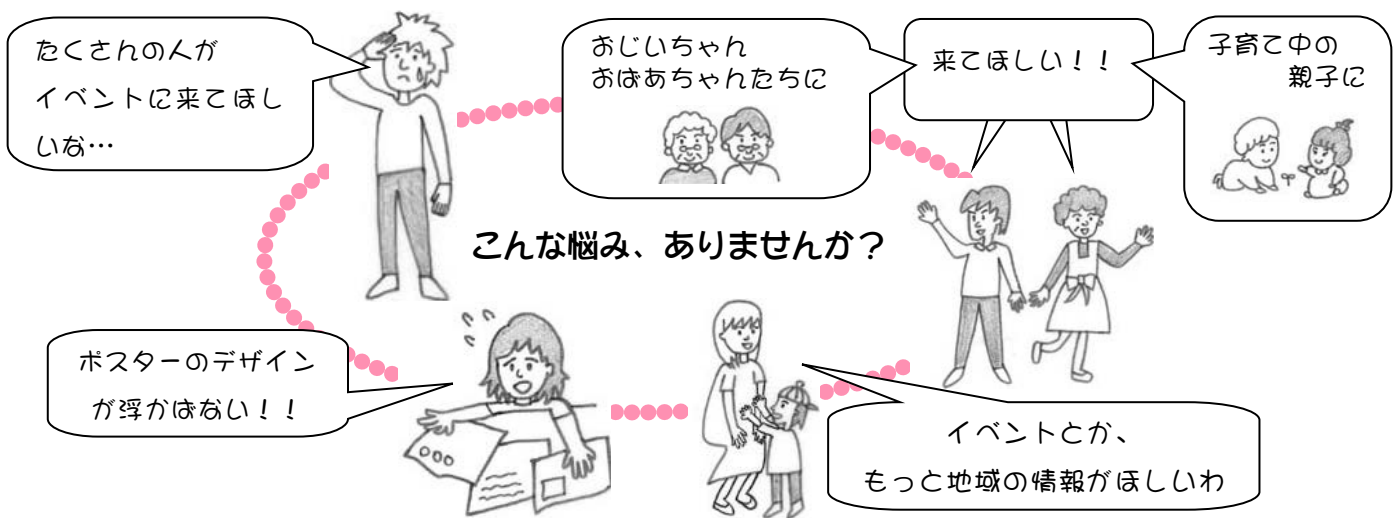 たくさんの人が
イベントに来てほし
いな…
おじいちゃん
おばあちゃんたちに
来てほしい！！
子育て中の
親子に
こんな悩み、ありませんか？
ポスターのデザイン
が浮かばない！！
イベントとか、
もっと地域の情報がほしいわ